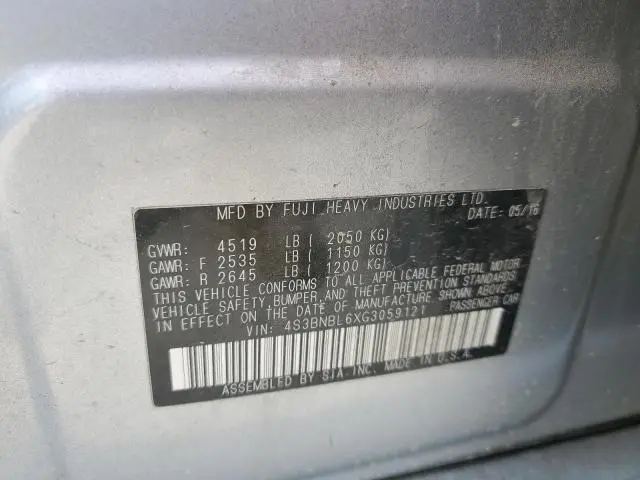 MFD BY FUJI HEAVY INDUSTRIES LTD.
DATE: 05/16
GVWR: 4519 LB ( 2050 KG)
GAWR: F 2535 LB ( 1150 KG)
GAWR: R 2645 LB ( 1200 KG)
THIS VEHICLE CONFORMS TO ALL APPLICABLE FEDERAL MOTOR
VEHICLE SAFETY, BUMPER, AND THEFT PREVENTION STANDARDS
IN EFFECT ON THE DATE OF MANUFACTURE SHOWN ABOVE.
VIN: 4S3BNBL6XG3059121 PASSENGER CAR
ASSEMBLED BY SIA INC. MADE IN U.S.A.